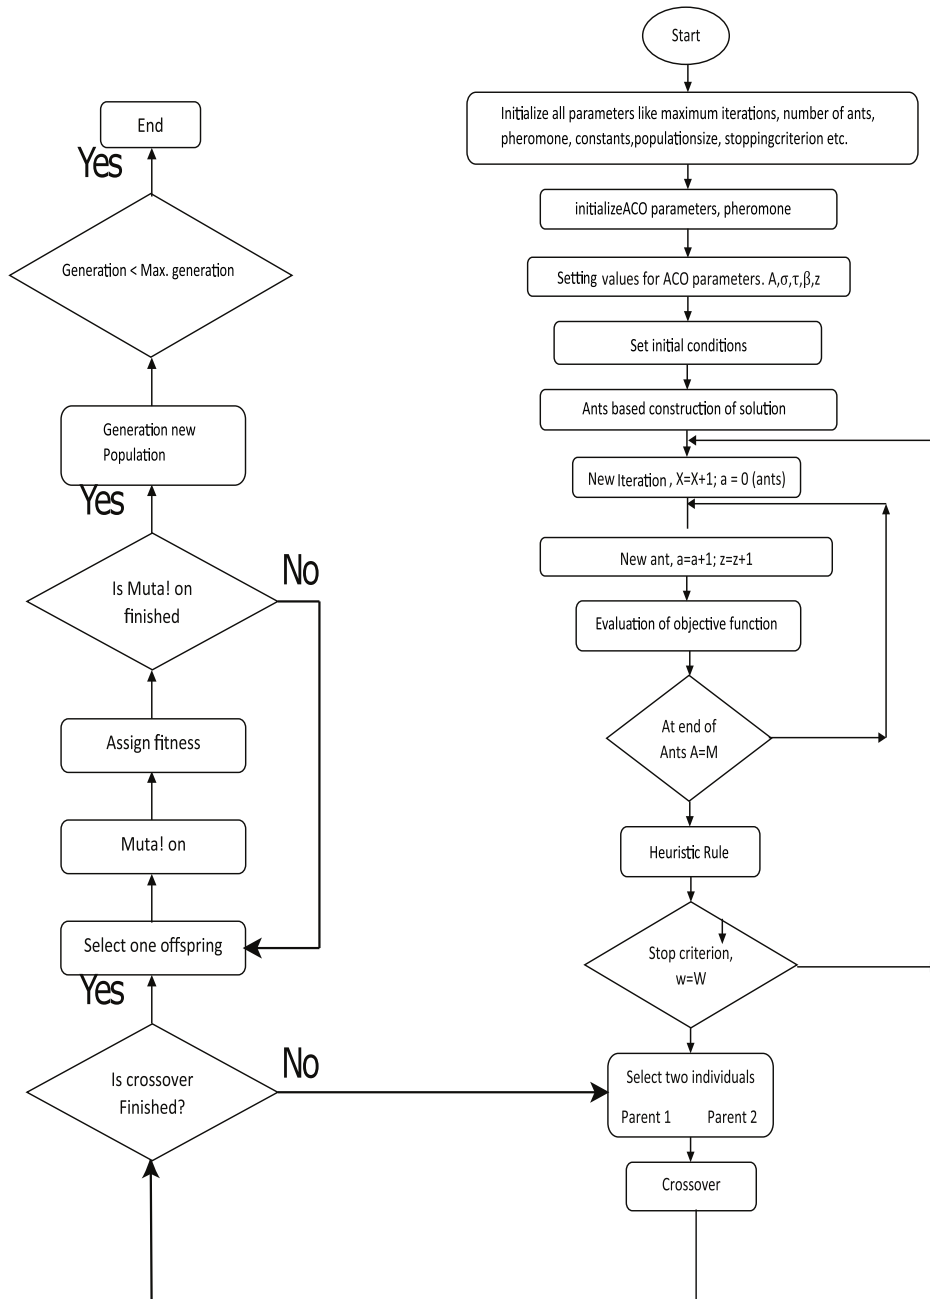 Start
Initialize all parameters like maximum iterations, number of ants,
pheromone, constants,populationsize, stoppingcriterion etc.
initializeACO parameters, pheromone
Setting values for ACO parameters. A,σ,τ,β,z
Set initial conditions
Ants based construction of solution
New Iteration , X=X+1; a = 0 (ants)
New ant, a=a+1; z=z+1
Evaluation of objective function
At end of
Ants A=M
Heuristic Rule
Stop criterion,
w=W
Select two individuals
Parent 1 Parent 2
Crossover
Is crossover
Finished?
No
Yes
Select one offspring
Muta! on
Assign fitness
Is Muta! on
finished
No
Yes
Generation new
Population
Generation < Max. generation
Yes
End